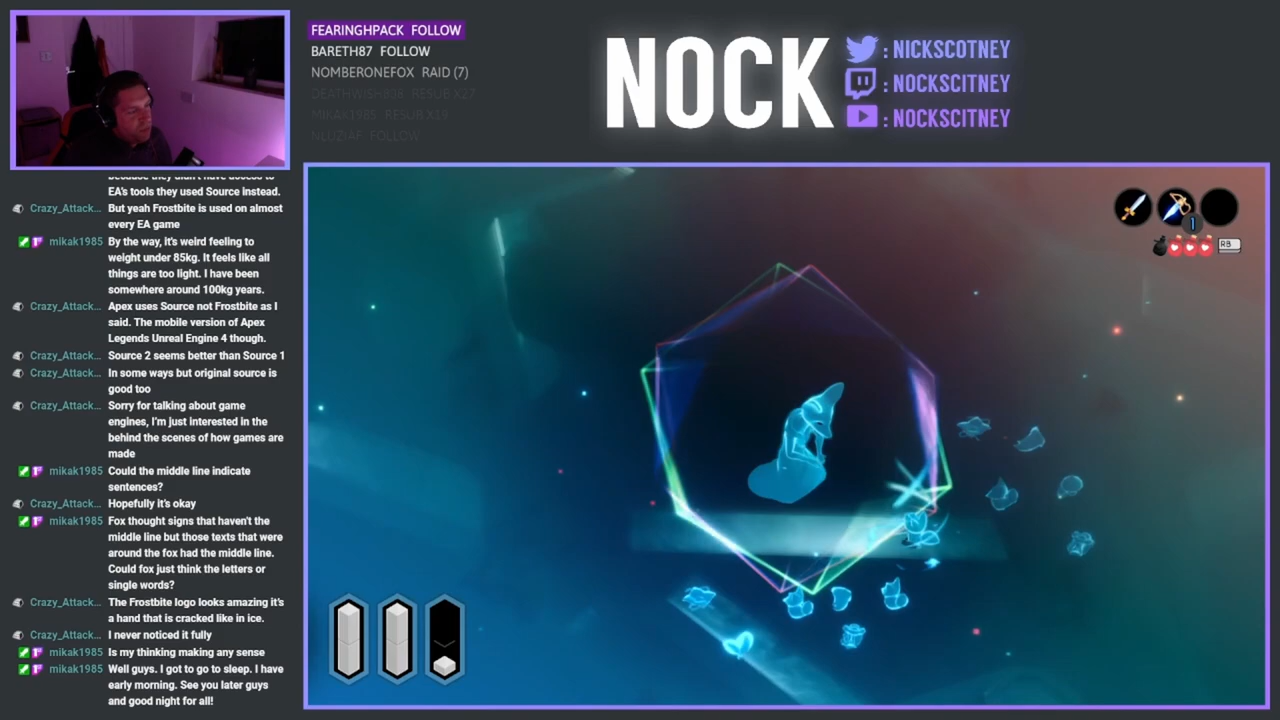 FEARINGHPACK FOLLOW
BARETH87 FOLLOW
NOMBERONEFOX RAID (7)
DEATHWISH808 RESUB X27
MIKAK1985 RESUB X19
NLUZIAF FOLLOW
NOCK
: NICKSCOTNEY
: NOCKSCITNEY
: NOCKSCITNEY
because they didn't have access to
EA's tools they used Source instead.
Crazy_Attack... But yeah Frostbite is used on almost
every EA game
mikak1985 By the way, it's weird feeling to
weight under 85kg. It feels like all
things are too light. I have been
somewhere around 100kg years.
Crazy_Attack... Apex uses Source not Frostbite as I
said. The mobile version of Apex
Legends Unreal Engine 4 though.
Crazy_Attack... Source 2 seems better than Source 1
Crazy_Attack... In some ways but original source is
good too
Crazy_Attack... Sorry for talking about game
engines, I'm just interested in the
behind the scenes of how games are
made
mikak1985 Could the middle line indicate
sentences?
Crazy_Attack... Hopefully it's okay
mikak1985 Fox thought signs that haven't the
middle line but those texts that were
around the fox had the middle line.
Could fox just think the letters or
single words?
Crazy_Attack... The Frostbite logo looks amazing it's
a hand that is cracked like in ice.
Crazy_Attack... I never noticed it fully
mikak1985 Is my thinking making any sense
mikak1985 Well guys. I got to go to sleep. I have
early morning. See you later guys
and good night for all!
1
RB